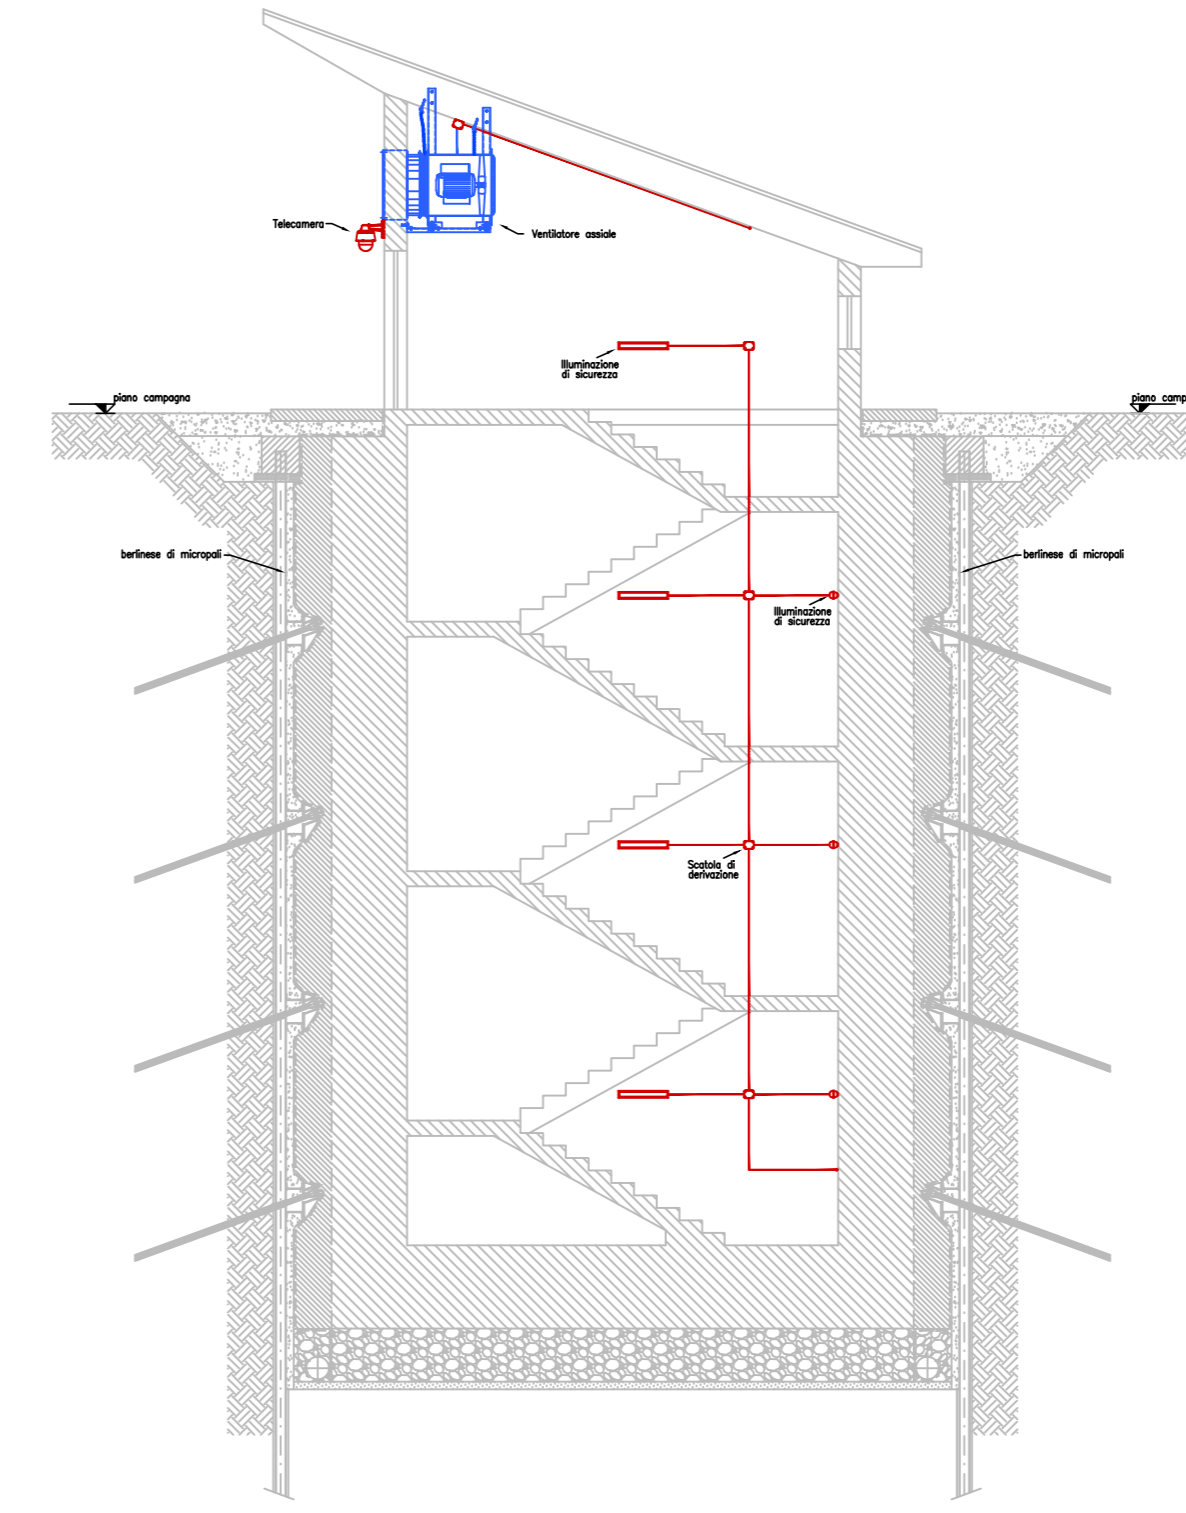 Telecamera
Ventilatore assiale
Illuminazione
di sicurezza
piano campagna
piano camp
berlinese di micropali
berlinese di micropali
Illuminazione
di sicurezza
Scatola di
derivazione